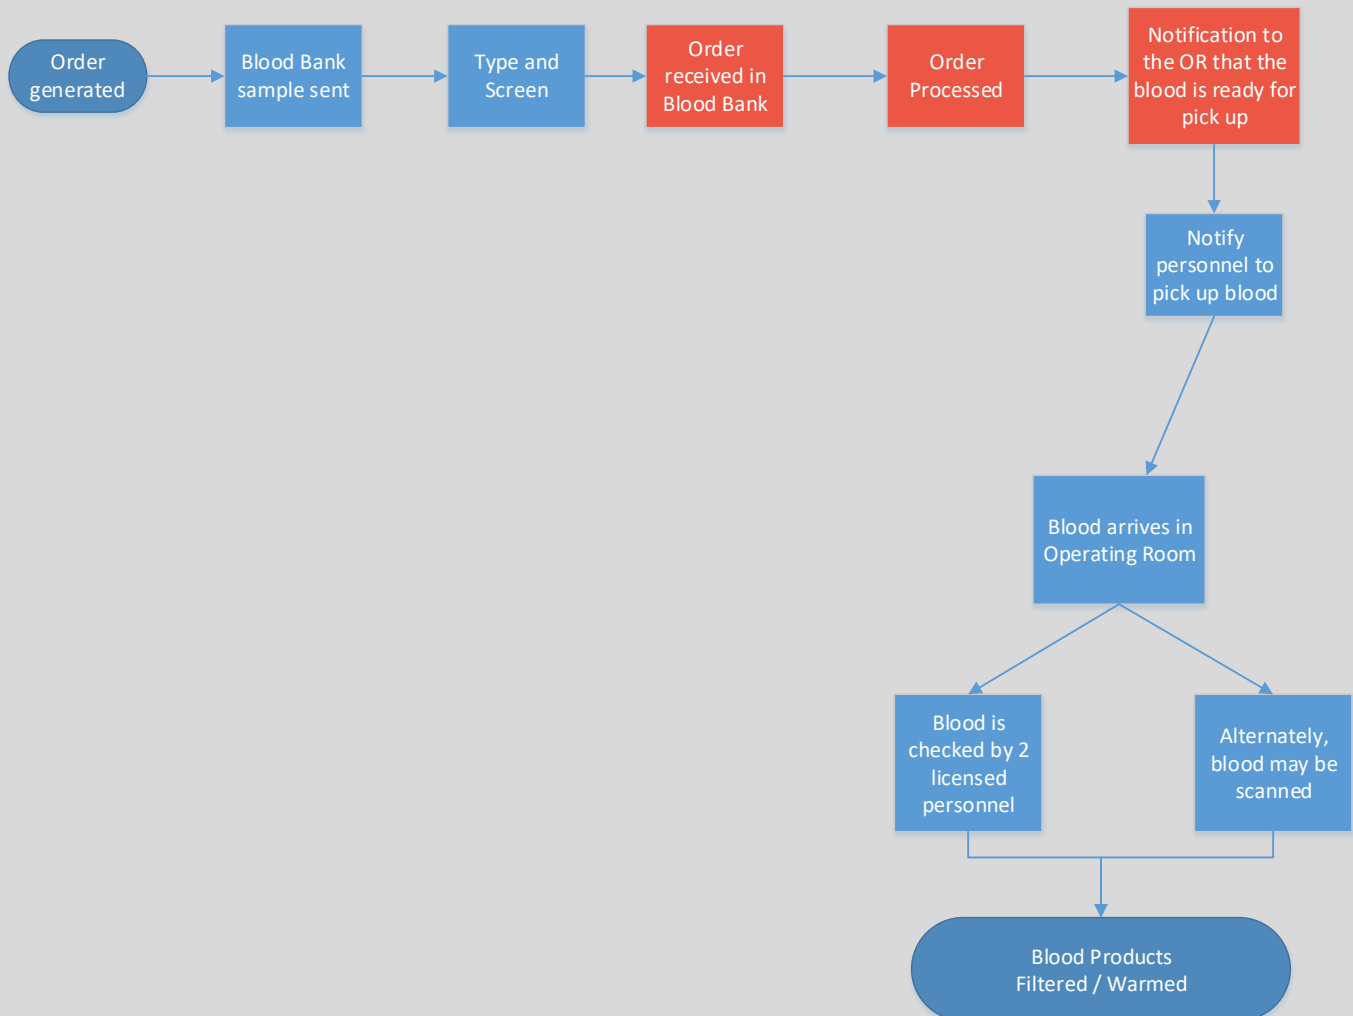 Order
generated
Blood Bank
sample sent
Type and
Screen
Order
received in
Blood Bank
Order
Processed
Notification to
the OR that the
blood is ready for
pick up
Notify
personnel to
pick up blood
Blood arrives in
Operating Room
Blood is
checked by 2
licensed
personnel
Alternately,
blood may be
scanned
Blood Products
Filtered / Warmed